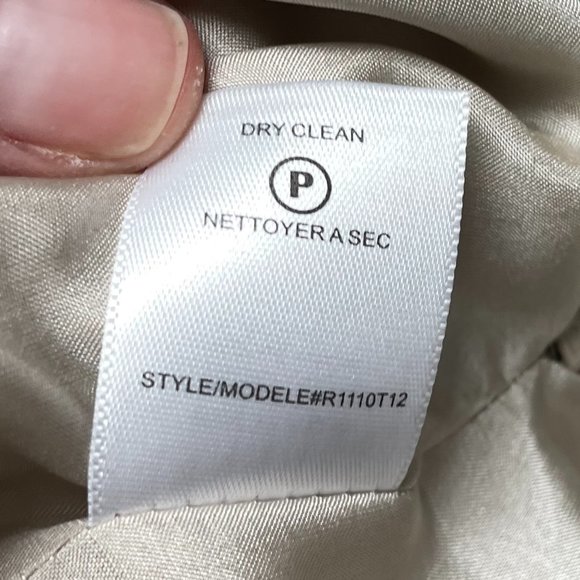 DRY CLEAN
P
NETTOYER A SEC
STYLE/MODELE#R1110T12